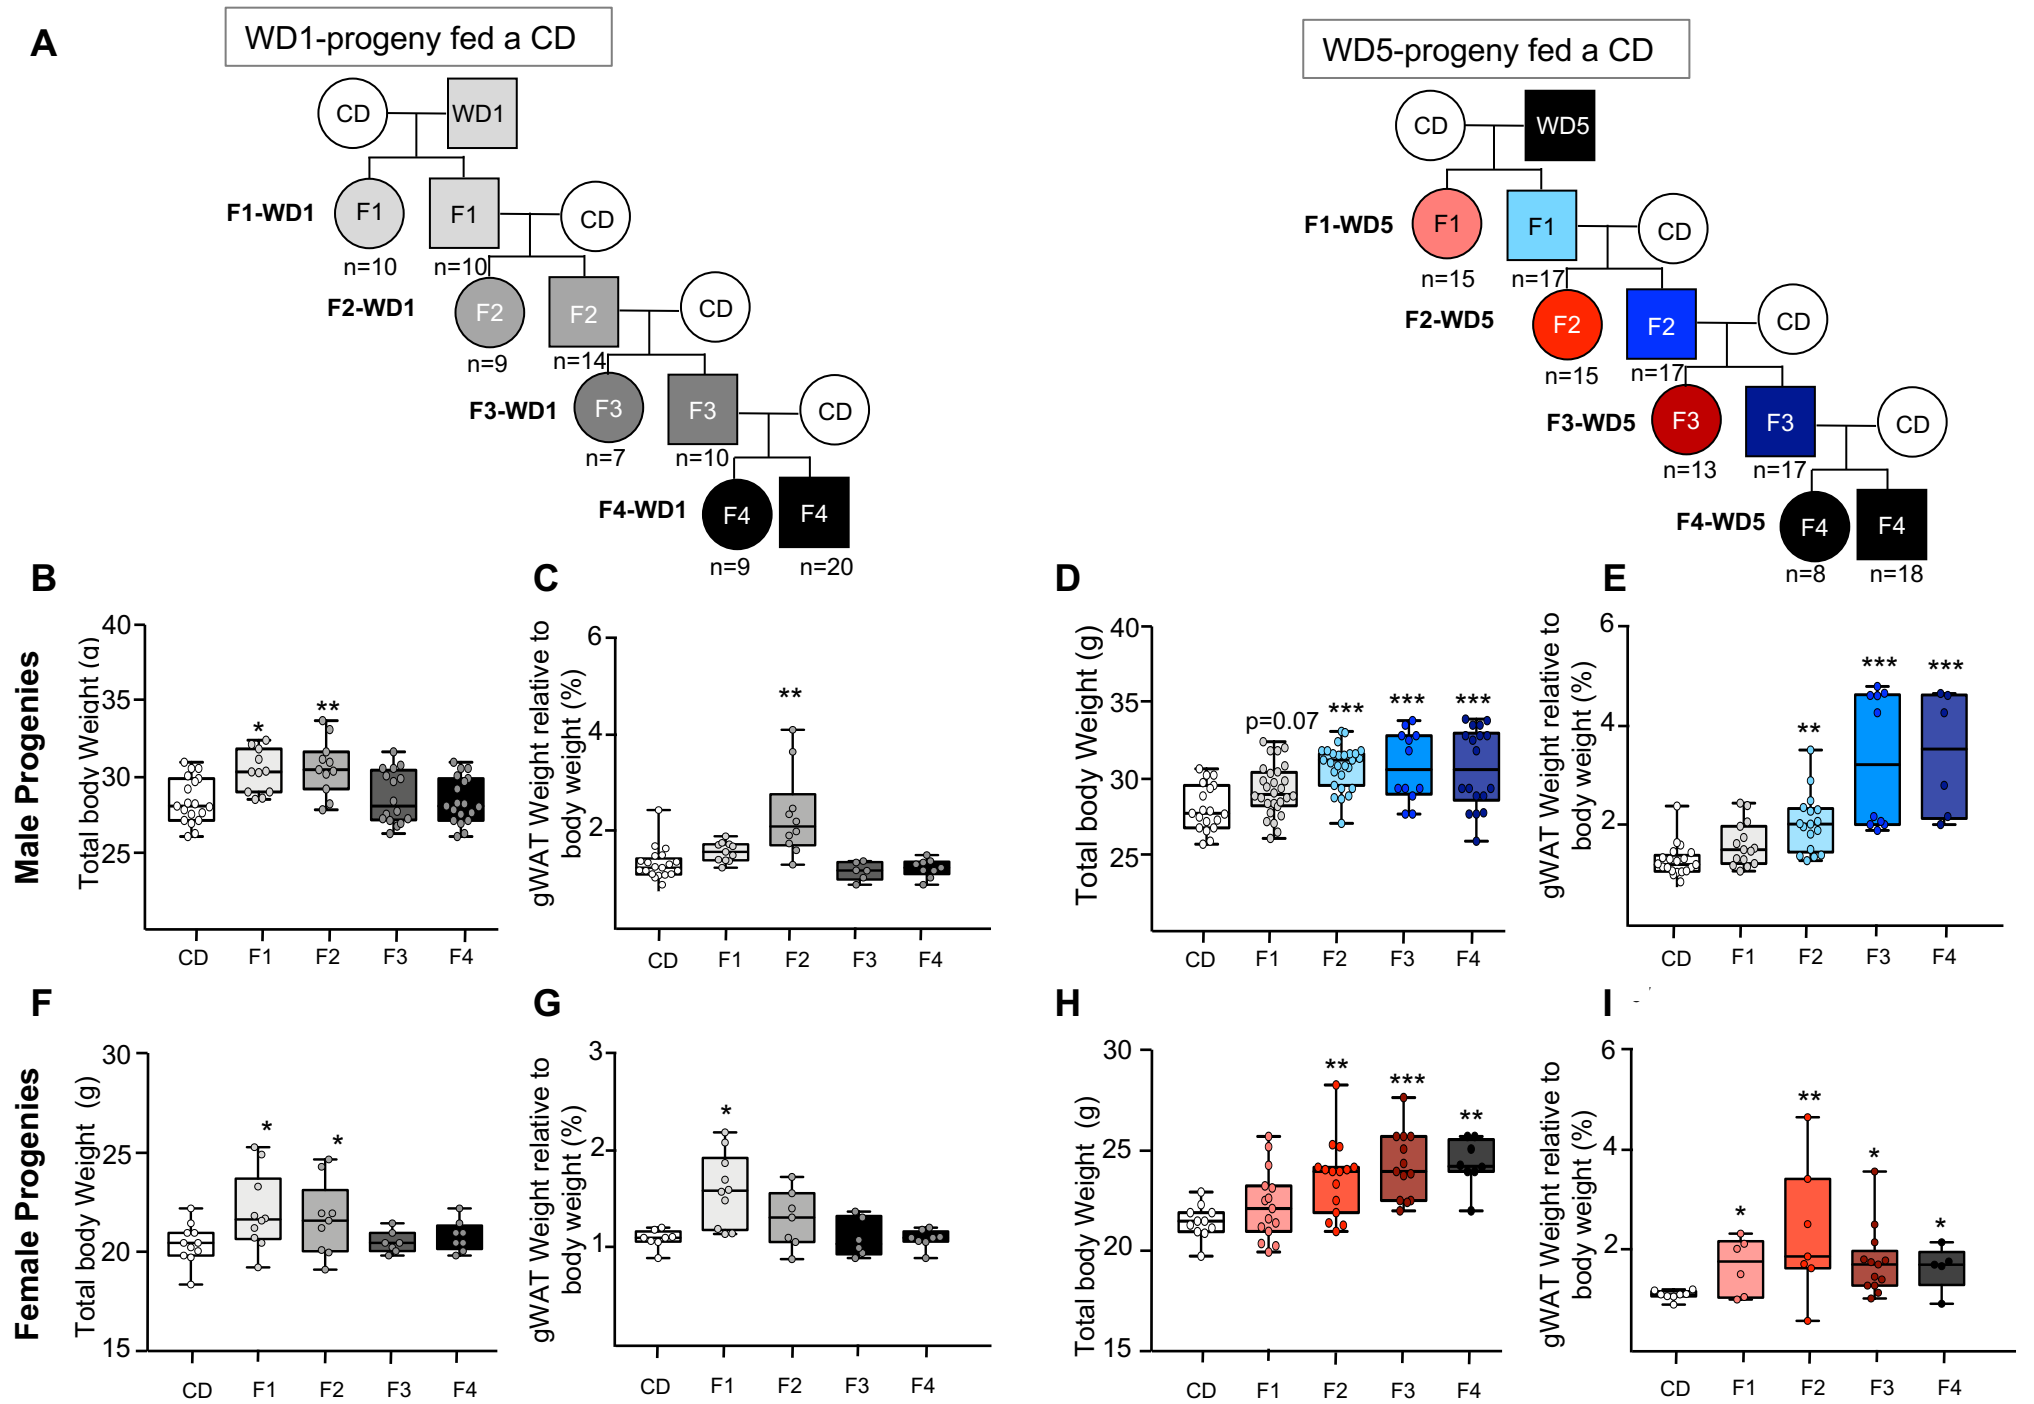 A
WD1-progeny fed a CD
CD
WD1
F1-WD1
F1
F1
CD
n=10
n=10
F2-WD1
F2
F2
CD
n=9
n=14
F3-WD1
F3
F3
CD
n=7
n=10
F4-WD1
F4
F4
n=9
n=20
WD5-progeny fed a CD
CD
WD5
F1-WD5
F1
F1
CD
n=15
n=17
F2-WD5
F2
F2
CD
n=15
n=17
F3-WD5
F3
F3
CD
n=13
n=17
F4-WD5
F4
F4
n=8
n=18
Male Progenies
B
Total body Weight (g)
40
35
30
25
*
**
CD F1 F2 F3 F4
C
gWAT Weight relative to
body weight (%)
6
4
2
**
CD F1 F2 F3 F4
D
Total body Weight (g)
40
35
30
25
p=0.07
***
***
***
CD F1 F2 F3 F4
E
gWAT Weight relative to
body weight (%)
6
4
2
**
***
***
CD F1 F2 F3 F4
Female Progenies
F
Total body Weight (g)
30
25
20
15
*
*
CD F1 F2 F3 F4
G
gWAT Weight relative to
body weight (%)
3
2
1
*
CD F1 F2 F3 F4
H
Total body Weight (g)
30
25
20
15
**
***
**
CD F1 F2 F3 F4
I
gWAT Weight relative to
body weight (%)
6
4
2
*
**
*
*
CD F1 F2 F3 F4